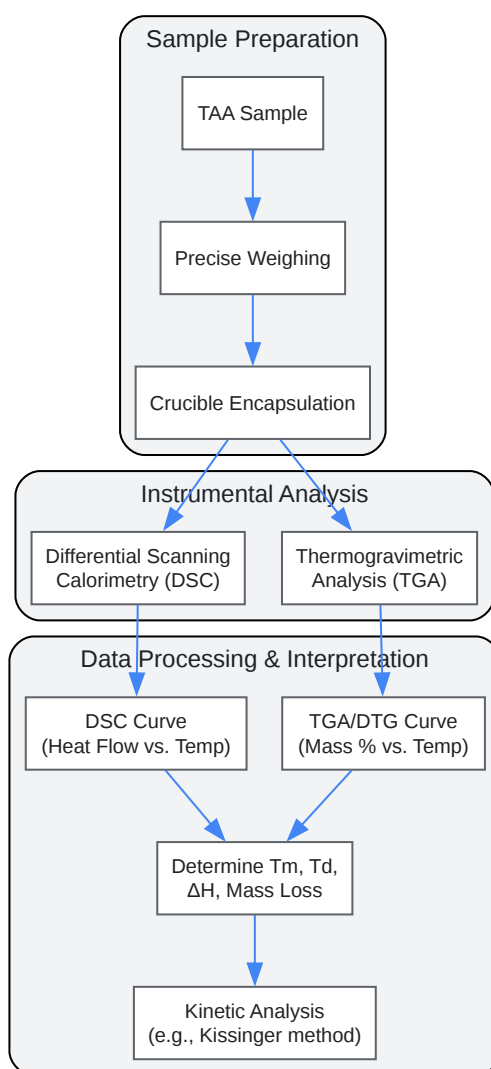 Sample Preparation
TAA Sample
Precise Weighing
Crucible Encapsulation
Instrumental Analysis
Differential Scanning
Calorimetry (DSC)
Thermogravimetric
Analysis (TGA)
Data Processing & Interpretation
DSC Curve
(Heat Flow vs. Temp)
TGA/DTG Curve
(Mass % vs. Temp)
Determine Tm, Td,
ΔH, Mass Loss
Kinetic Analysis
(e.g., Kissinger method)